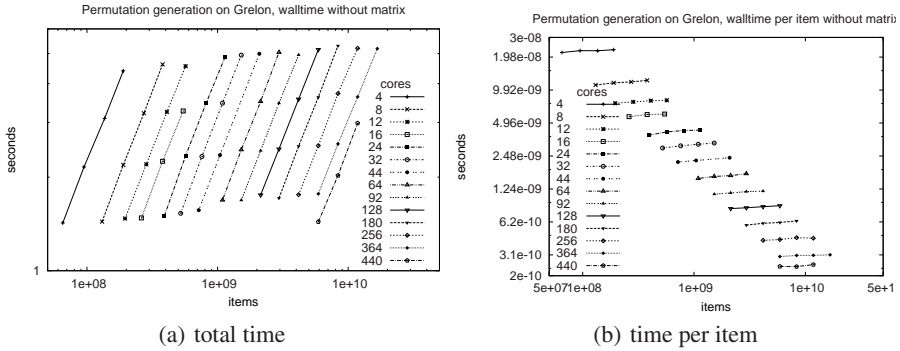 Permutation generation on Grelon, walltime without matrix
seconds
1
1e+08
1e+09
1e+10
items
cores
4
8
12
16
24
32
44
64
92
128
180
256
364
440
(a) total time
Permutation generation on Grelon, walltime per item without matrix
seconds
3e-08
1.98e-08
9.92e-09
4.96e-09
2.48e-09
1.24e-09
6.2e-10
3.1e-10
2e-10
5e+071e+08
1e+09
1e+10
5e+1
items
cores
4
8
12
16
24
32
44
64
92
128
180
256
364
440
(b) time per item